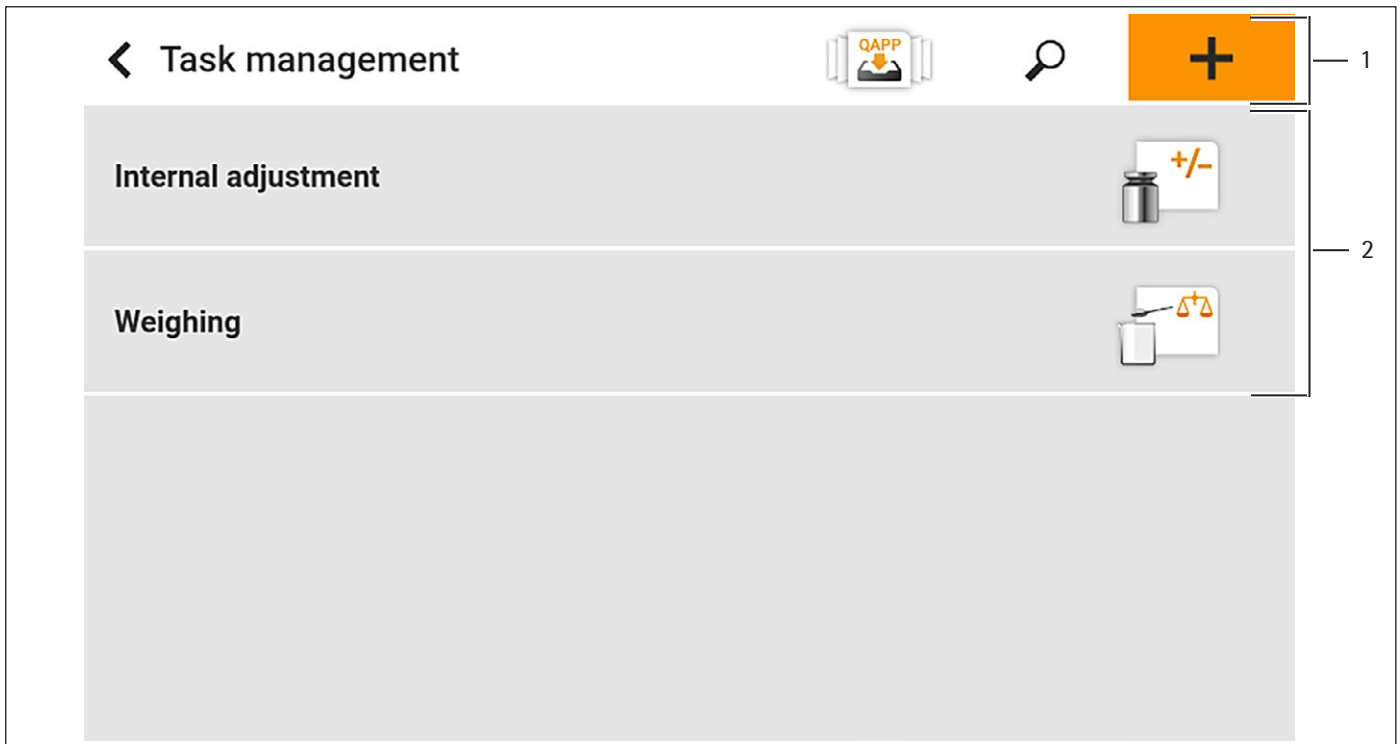 Task management
QAPP
+
1
Internal adjustment
+/-
2
Weighing